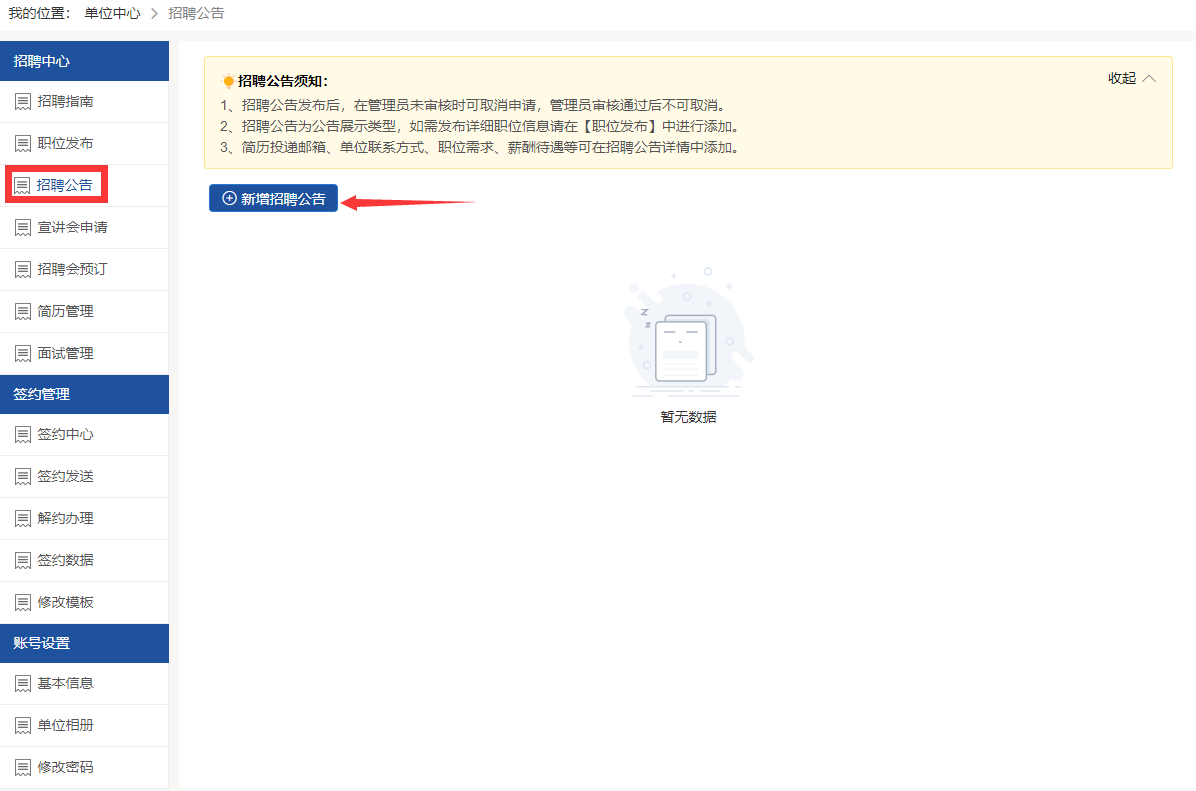 我的位置： 单位中心 > 招聘公告
招聘中心
招聘指南
职位发布
招聘公告
宣讲会申请
招聘会预订
简历管理
面试管理
签约管理
签约中心
签约发送
解约办理
签约数据
修改模板
账号设置
基本信息
单位相册
修改密码
招聘公告须知：
收起
1、招聘公告发布后，在管理员未审核时可取消申请，管理员审核通过后不可取消。
2、招聘公告为公告展示类型，如需发布详细职位信息请在【职位发布】中进行添加。
3、简历投递邮箱、单位联系方式、职位需求、薪酬待遇等可在招聘公告详情中添加。
新增招聘公告
z
z
暂无数据